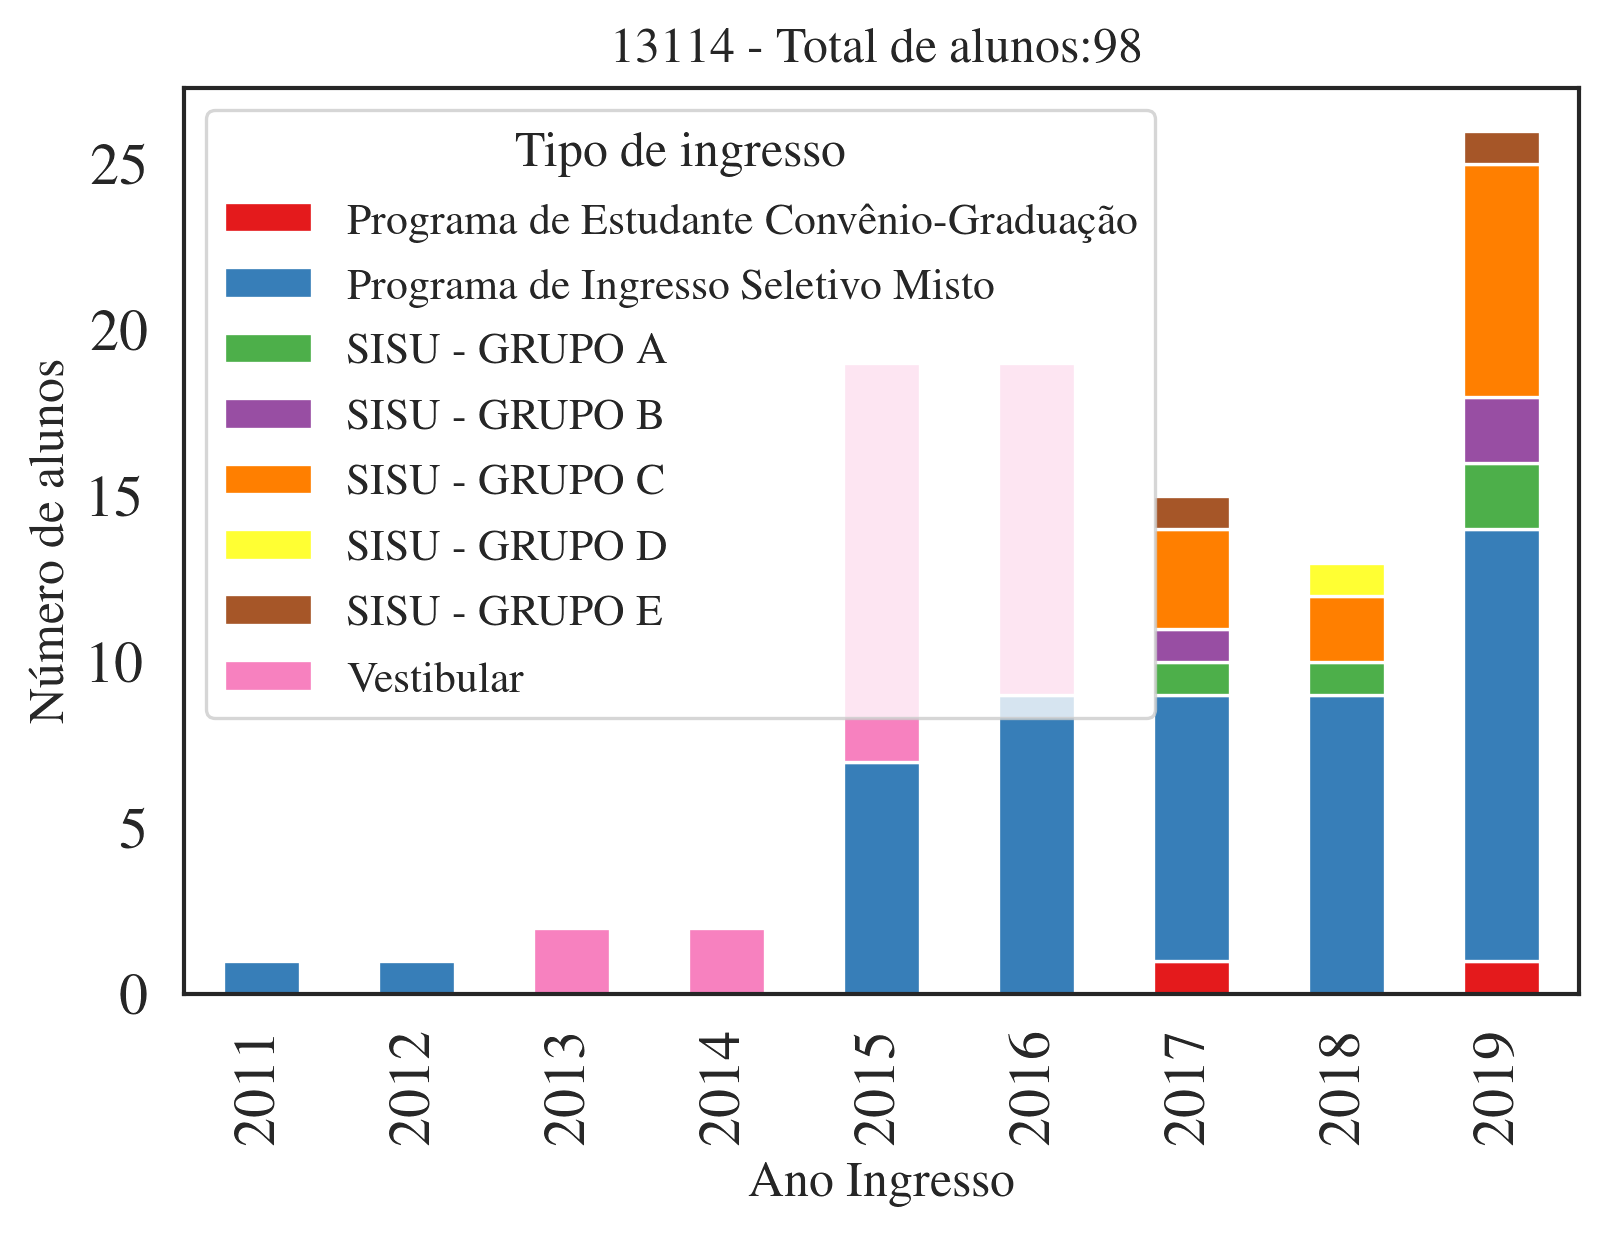 13114 - Total de alunos:98
Tipo de ingresso
Programa de Estudante Convênio-Graduação
Programa de Ingresso Seletivo Misto
SISU - GRUPO A
SISU - GRUPO B
SISU - GRUPO C
SISU - GRUPO D
SISU - GRUPO E
Vestibular
Número de alunos
25
20
15
10
5
0
2011
2012
2013
2014
2015
2016
2017
2018
2019
Ano Ingresso